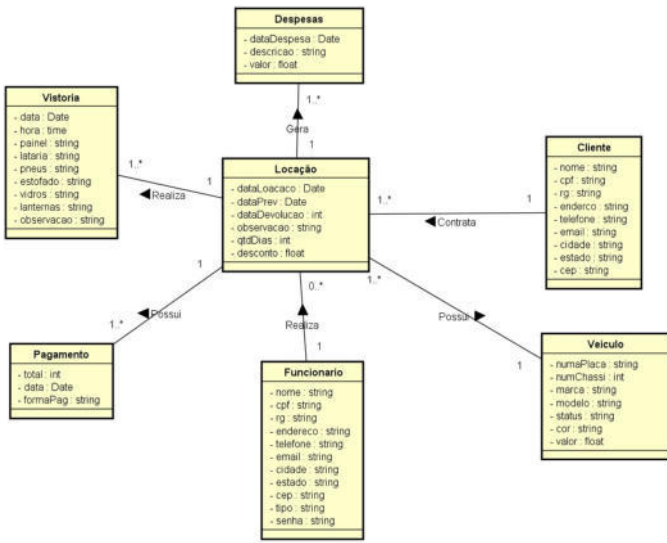 Despesas
- dataDespesa : Date
- descricao : string
- valor : float
1..*
Gera
1
Vistoria
- data : Date
- hora : time
- painel : string
- lataria : string
- pneus : string
- estofado : string
- vidros : string
- lanternas : string
- observacao : string
1..*
Realiza
1
Locação
- dataLoacaco : Date
- dataPrev : Date
- dataDevolucao : int
- observacao : string
- qtdDias : int
- desconto : float
1..*
Contrata
1
Cliente
- nome : string
- cpf : string
- rg : string
- enderco : string
- telefone : string
- email : string
- cidade : string
- estado : string
- cep : string
1
Possui
1..*
Pagamento
- total : int
- data : Date
- formaPag : string
0..*
Realiza
1
Funcionario
- nome : string
- cpf : string
- rg : string
- endereco : string
- telefone : string
- email : string
- cidade : string
- estado : string
- cep : string
- tipo : string
- senha : string
1..*
Possui
1
Veiculo
- numaPlaca : string
- numChassi : int
- marca : string
- modelo : string
- status : string
- cor : string
- valor : float